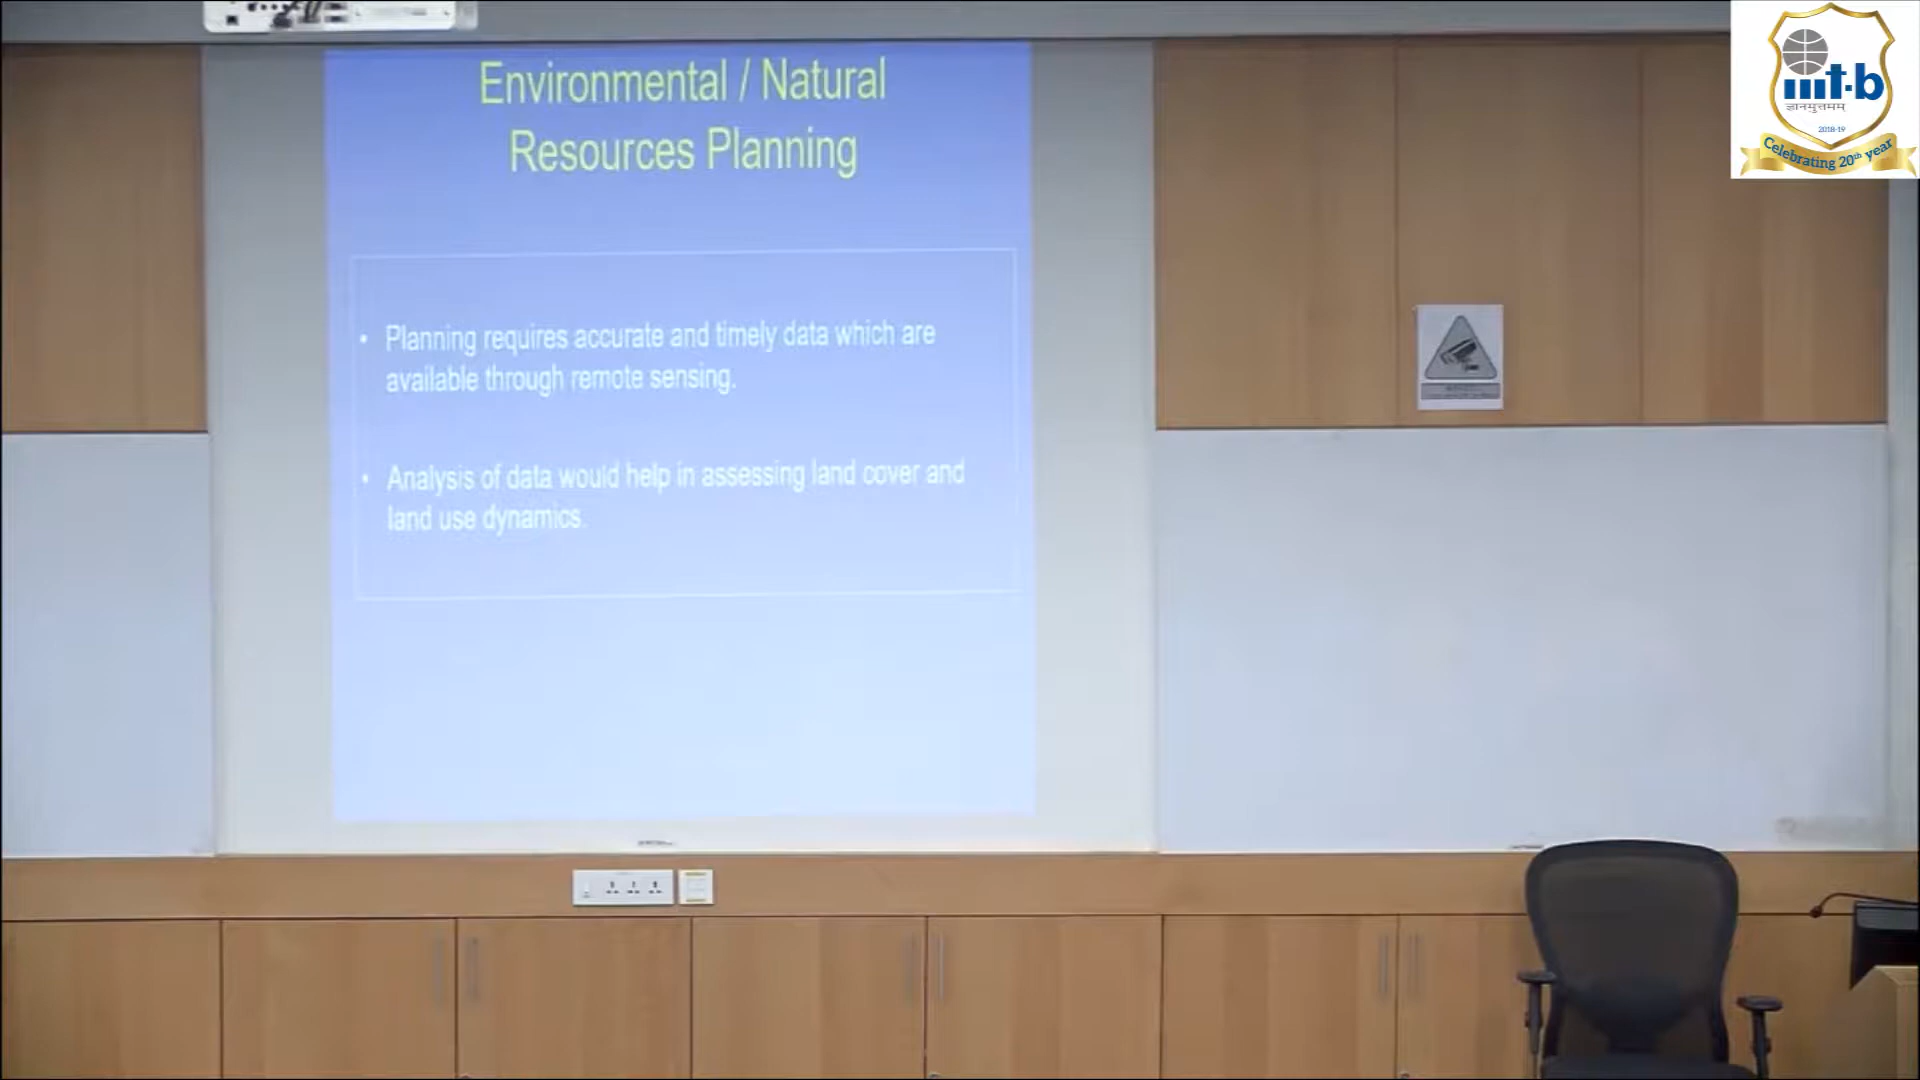 Environmental / Natural
Resources Planning
• Planning requires accurate and timely data which are
available through remote sensing.
• Analysis of data would help in assessing land cover and
land use dynamics.
iiit-b
ज्ञानमुत्तमम्
2018-19
Celebrating 20th year